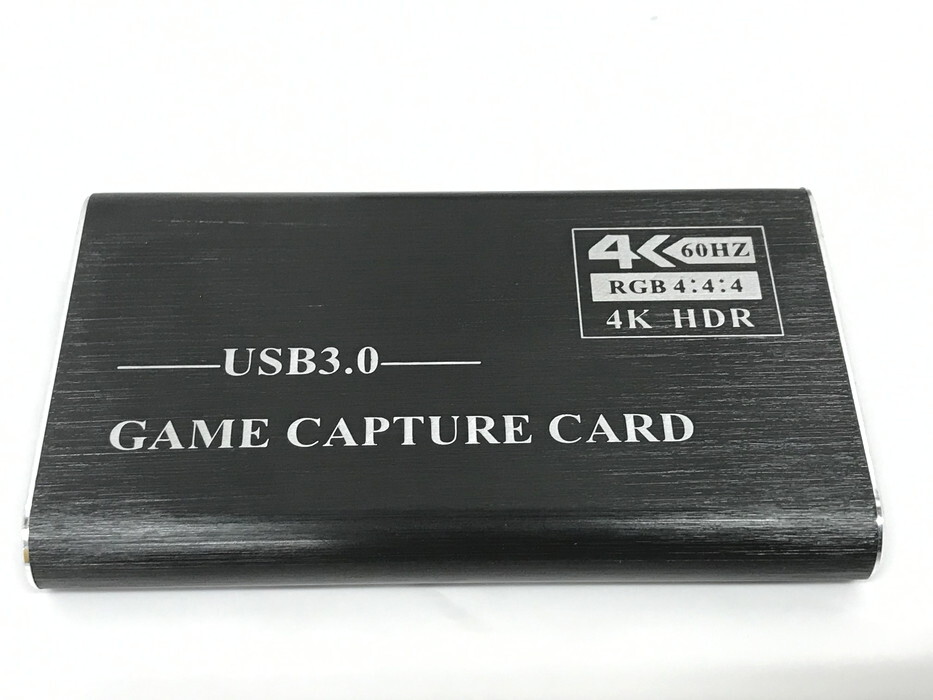 4K 60HZ
RGB 4:4:4
4K HDR
USB3.0
GAME CAPTURE CARD